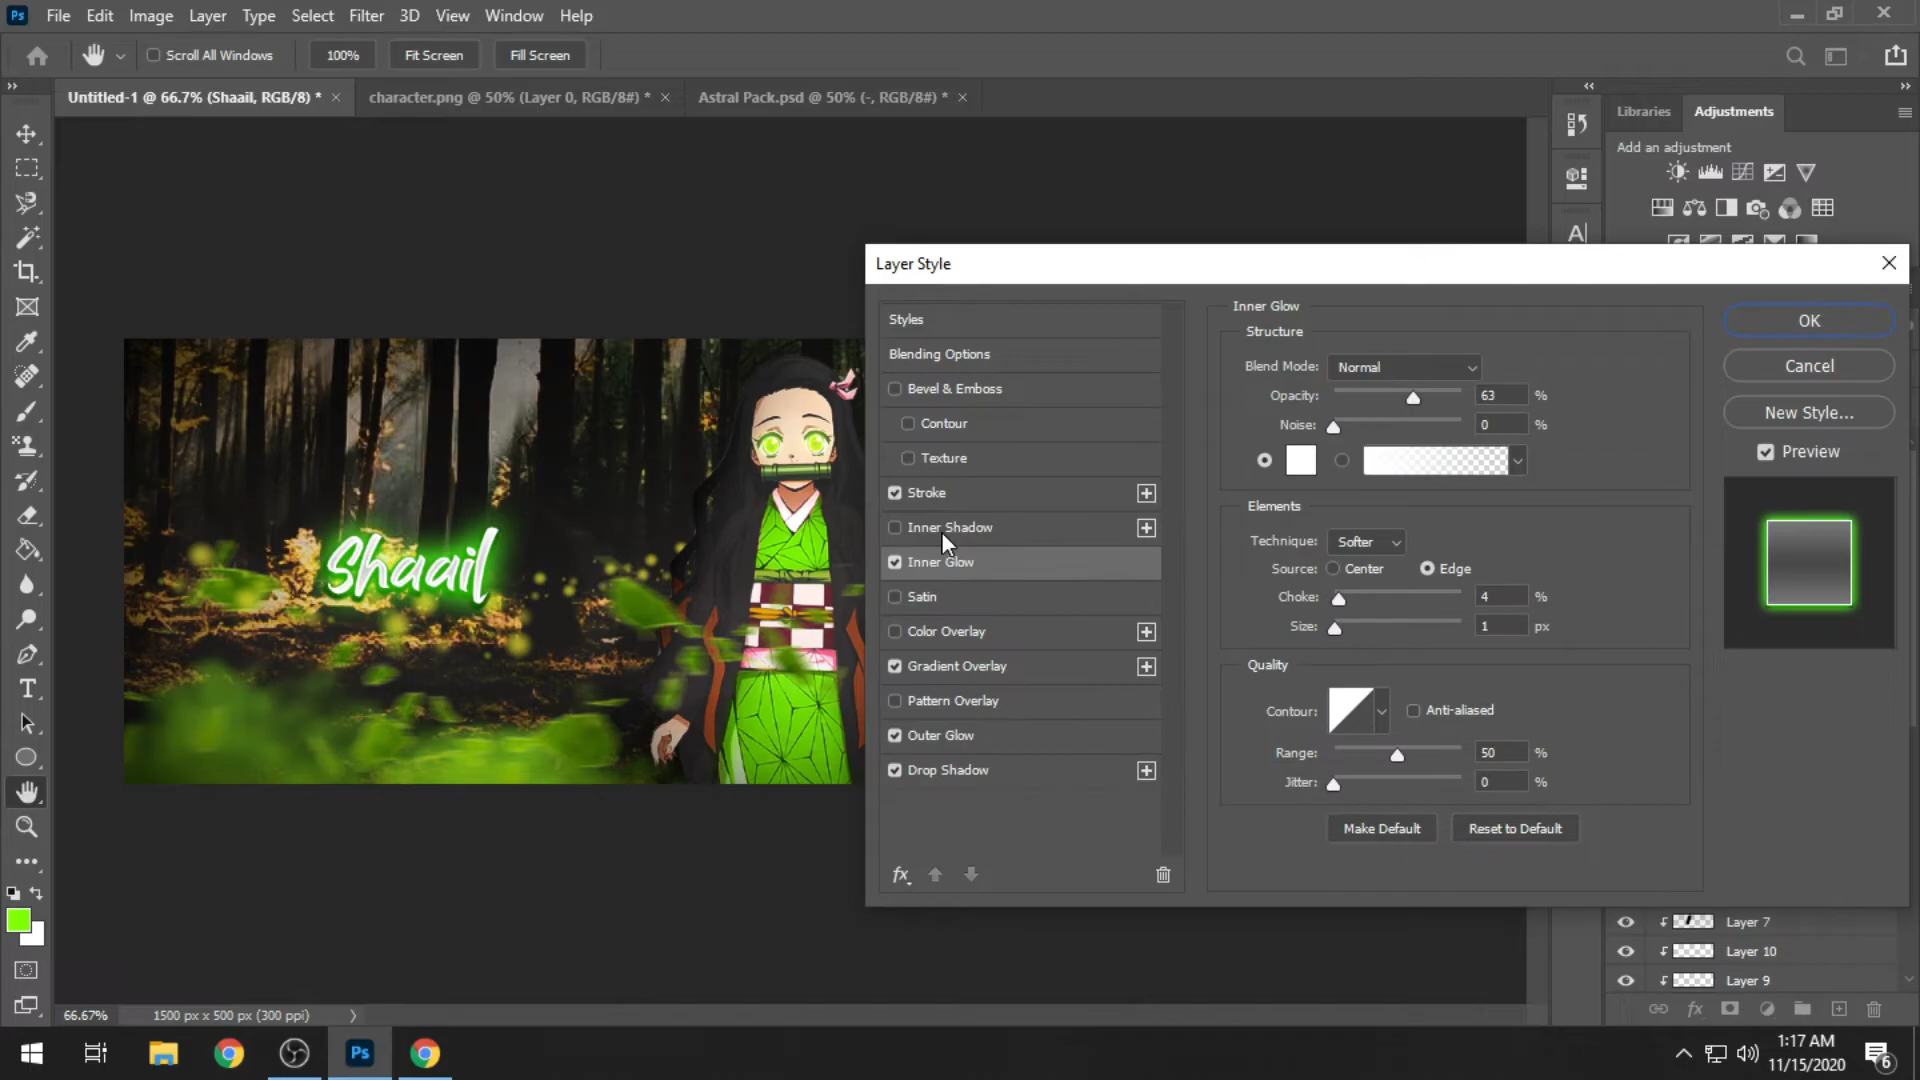 Ps File Edit Image Layer Type Select Filter 3D View Window Help
Scroll All Windows 100% Fit Screen Fill Screen
Untitled-1 @ 66.7% (Shaail, RGB/8) * × character.png @ 50% (Layer 0, RGB/8#) * × Astral Pack.psd @ 50% (-, RGB/8#) * ×
Libraries Adjustments
Add an adjustment
Layer Style
Styles
Blending Options
Bevel & Emboss
Contour
Texture
Stroke
Inner Shadow
Inner Glow
Satin
Color Overlay
Gradient Overlay
Pattern Overlay
Outer Glow
Drop Shadow
fx
Inner Glow
Structure
Blend Mode: Normal
Opacity: 63 %
Noise: 0 %
Elements
Technique: Softer
Source: Center Edge
Choke: 4 %
Size: 1 px
Quality
Contour: Anti-aliased
Range: 50 %
Jitter: 0 %
Make Default Reset to Default
OK
Cancel
New Style...
Preview
Shaail
Layer 7
Layer 10
Layer 9
fx
66.67% 1500 px x 500 px (300 ppi)
Ps
1:17 AM
11/15/2020
6